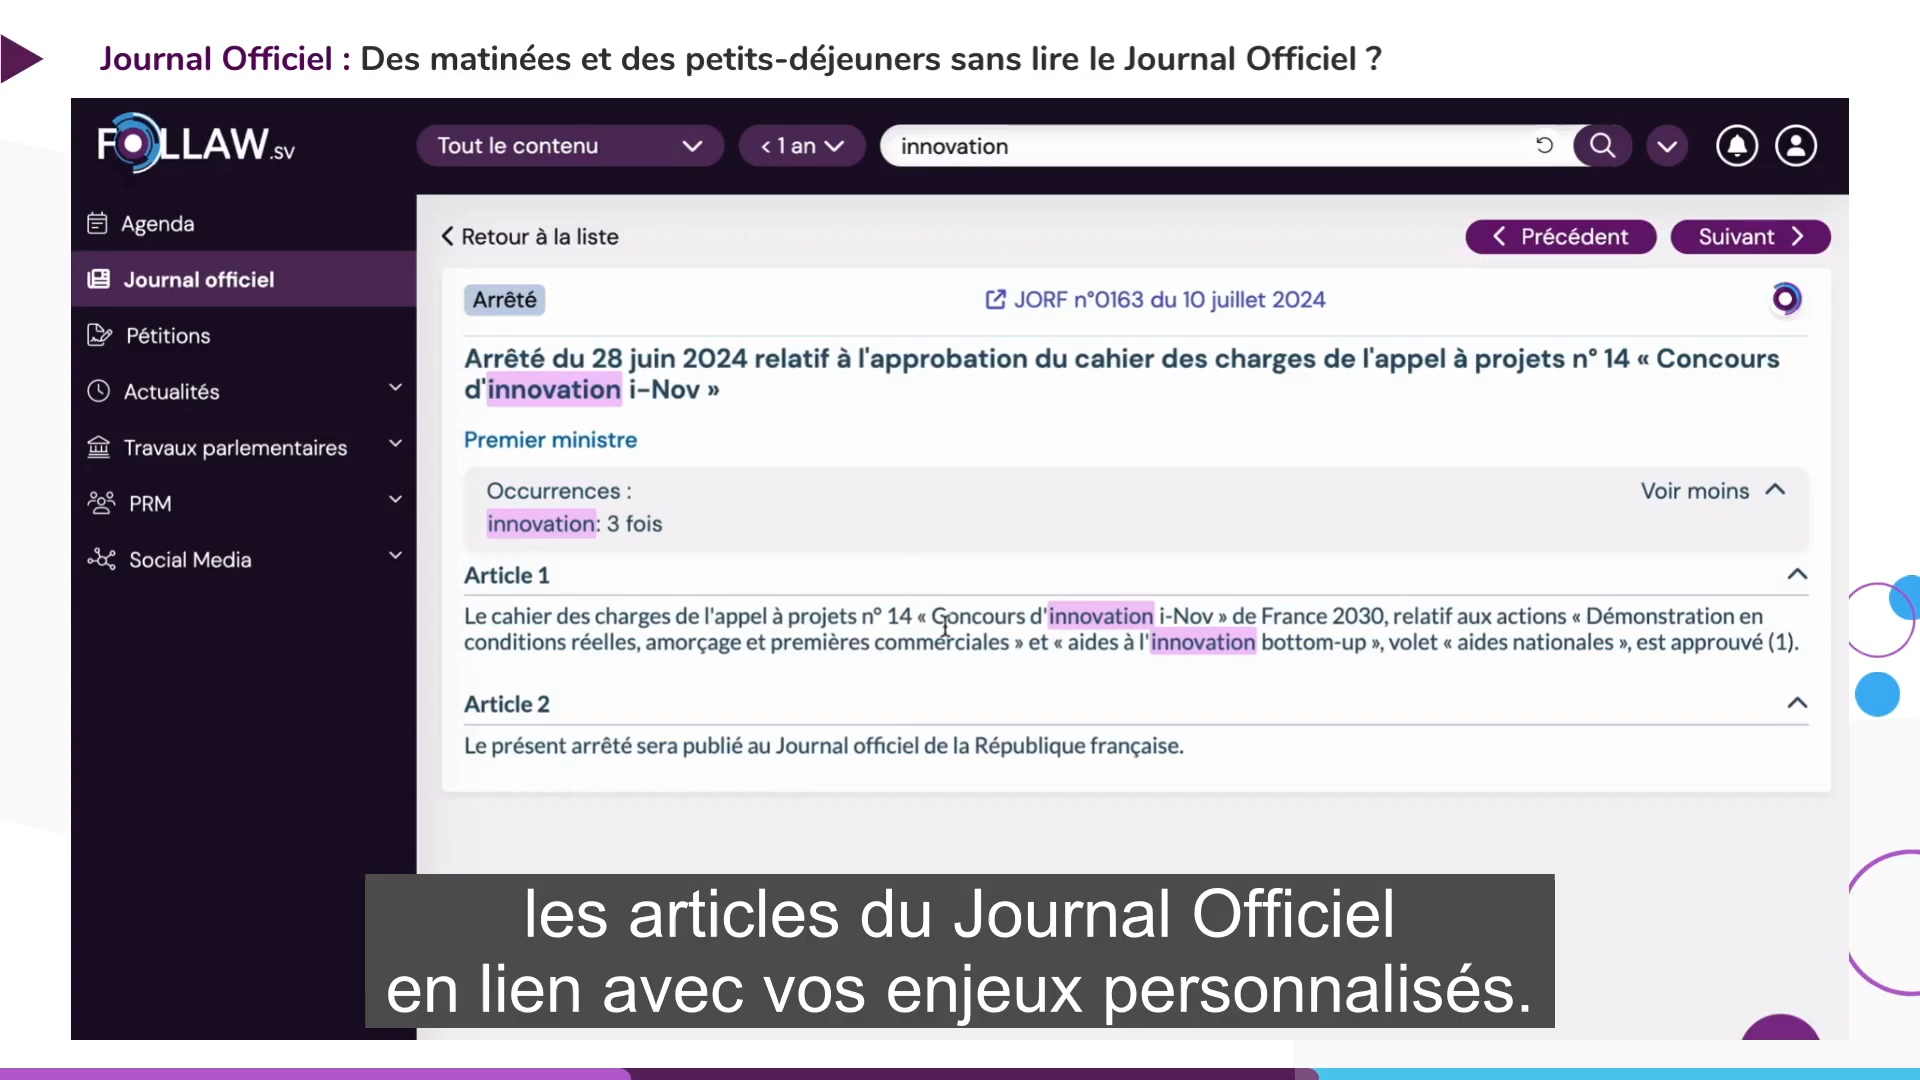 Journal Officiel : Des matinées et des petits-déjeuners sans lire le Journal Officiel ?
FOLLAW.sv
Tout le contenu
< 1 an
innovation
Agenda
Journal officiel
Pétitions
Actualités
Travaux parlementaires
PRM
Social Media
Retour à la liste
Précédent
Suivant
Arrêté
JORF n°0163 du 10 juillet 2024
Arrêté du 28 juin 2024 relatif à l'approbation du cahier des charges de l'appel à projets n° 14 « Concours
d'innovation i-Nov »
Premier ministre
Occurrences :
Voir moins
innovation: 3 fois
Article 1
Le cahier des charges de l'appel à projets n° 14 « Concours d'innovation i-Nov » de France 2030, relatif aux actions « Démonstration en
conditions réelles, amorçage et premières commerciales » et « aides à l'innovation bottom-up », volet « aides nationales », est approuvé (1).
Article 2
Le présent arrêté sera publié au Journal officiel de la République française.
les articles du Journal Officiel
en lien avec vos enjeux personnalisés.